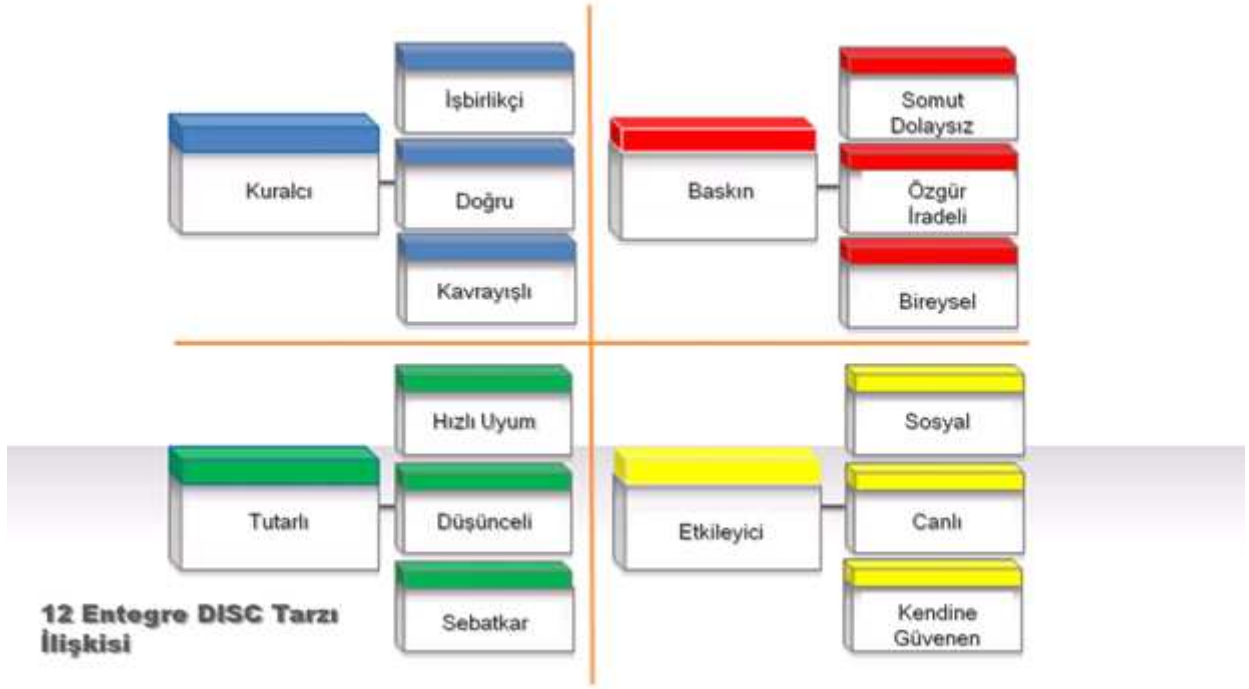 Kuralcı
İşbirlikçi
Doğru
Kavrayışlı
Baskın
Somut
Dolaysız
Özgür
İradeli
Bireysel
Tutarlı
Hızlı Uyum
Düşünceli
Sebatkar
Etkileyici
Sosyal
Canlı
Kendine
Güvenen
12 Entegre DISC Tarzı
İlişkisi